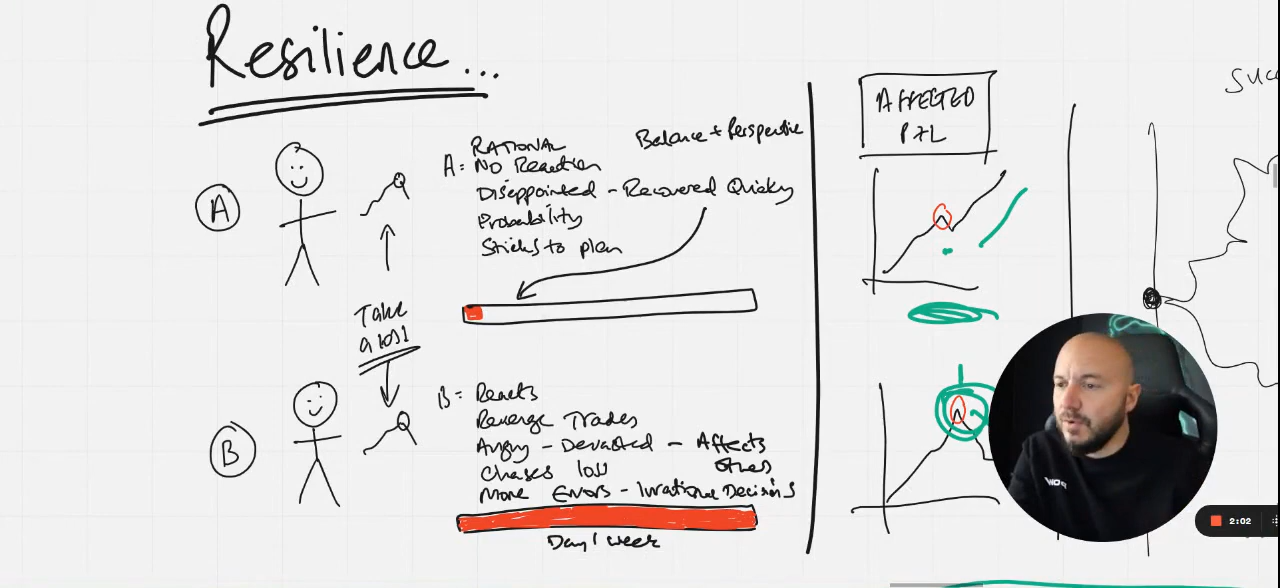 Resilience...
A
RATIONAL
A: No Reaction
Disappointed - Recovered Quickly
Probability
Sticks to plan
Balance + Perspective
Take
a loss
B
B = Reacts
Revenge Trades
Angry - Devasted - Affects
others
Chases loss
More Errors - Irrational Decisions
Day / week
AFFECTED
P&L
Succ
2:02